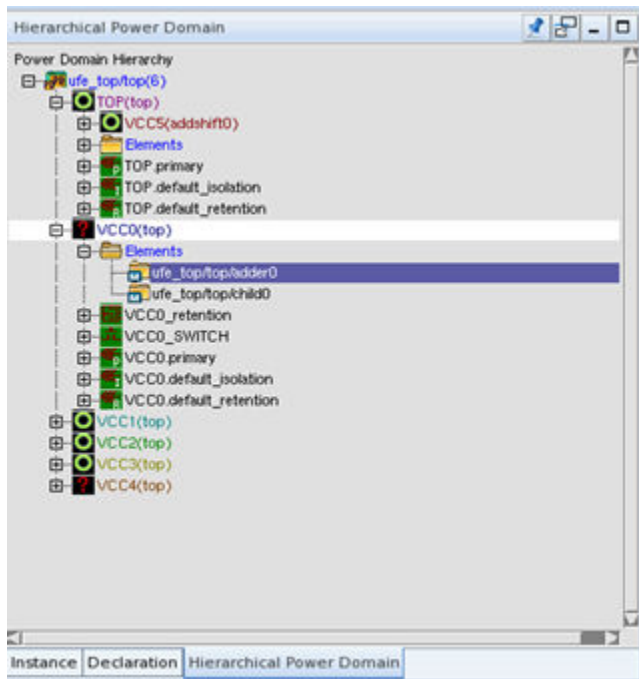 Hierarchical Power Domain
Power Domain Hierarchy
ufe_top/top(6)
TOP(top)
VCC5(addshift0)
Elements
TOP.primary
TOP.default_isolation
TOP.default_retention
VCC0(top)
Elements
ufe_top/top/adder0
ufe_top/top/child0
VCC0_retention
VCC0_SWITCH
VCC0.primary
VCC0.default_isolation
VCC0.default_retention
VCC1(top)
VCC2(top)
VCC3(top)
VCC4(top)
Instance Declaration Hierarchical Power Domain